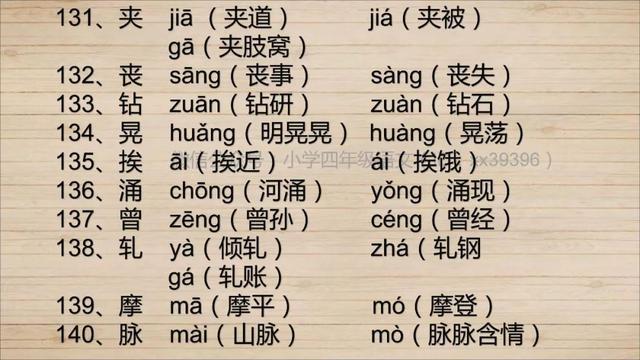 131、夹 jiā（夹道） jiá（夹被）
gā（夹肢窝）
132、丧 sāng（丧事） sàng（丧失）
133、钻 zuān（钻研） zuàn（钻石）
134、晃 huǎng（明晃晃） huàng（晃荡）
135、挨 āi（挨近） ái（挨饿）
136、涌 chōng（河涌） yǒng（涌现）
137、曾 zēng（曾孙） céng（曾经）
138、轧 yà（倾轧） zhá（轧钢
gá（轧账）
139、摩 mā（摩平） mó（摩登）
140、脉 mài（山脉） mò（脉脉含情）